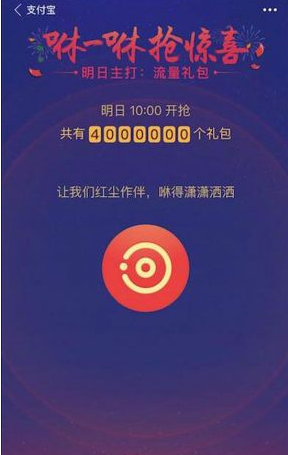 支付宝
咻一咻 抢惊喜
明日主打：流量礼包
明日 10:00 开抢
共有 4000000 个礼包
让我们红尘作伴，咻得潇潇洒洒